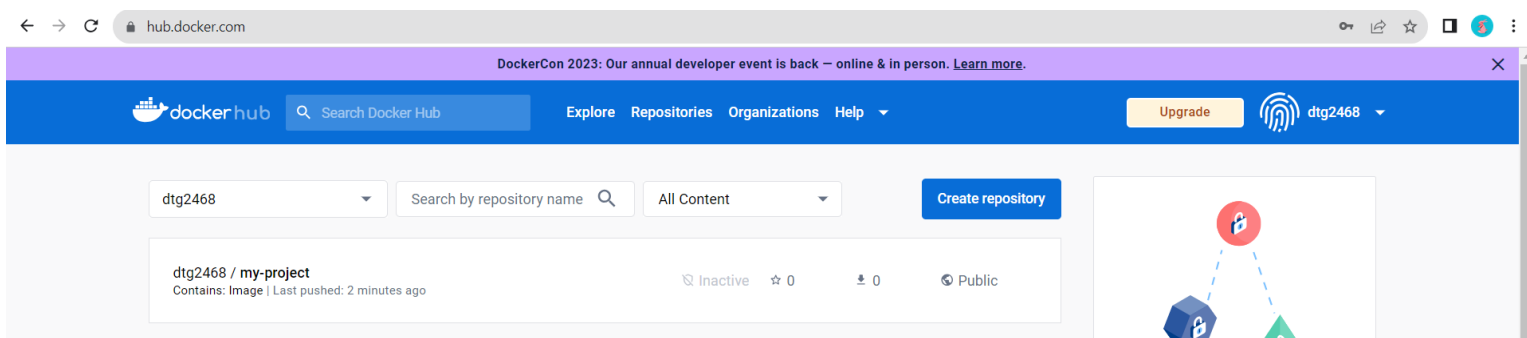 hub.docker.com
DockerCon 2023: Our annual developer event is back — online & in person. Learn more.
dockerhub Search Docker Hub Explore Repositories Organizations Help Upgrade dtg2468
dtg2468 Search by repository name All Content Create repository
dtg2468 / my-project
Contains: Image | Last pushed: 2 minutes ago
Inactive 0 0 Public